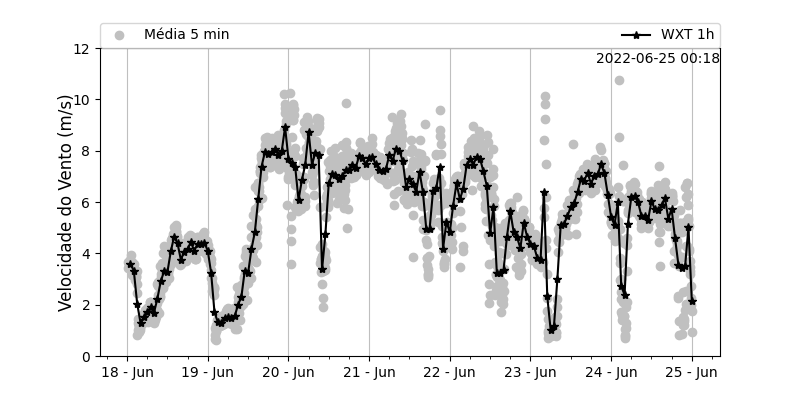 Média 5 min
WXT 1h
2022-06-25 00:18
Velocidade do Vento (m/s)
12
10
8
6
4
2
0
18 - Jun 19 - Jun 20 - Jun 21 - Jun 22 - Jun 23 - Jun 24 - Jun 25 - Jun